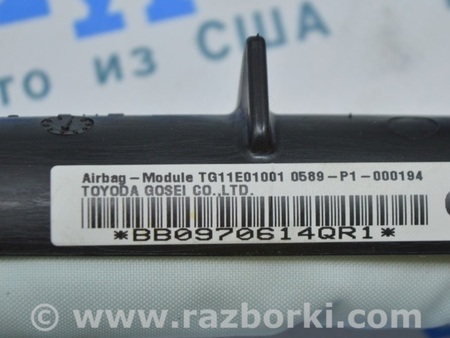 то из США
Airbag-Module TG11E01001 0589-P1-000194
TOYODA GOSEI CO.,LTD.
*BB0970614QR1*
www.razborki.com